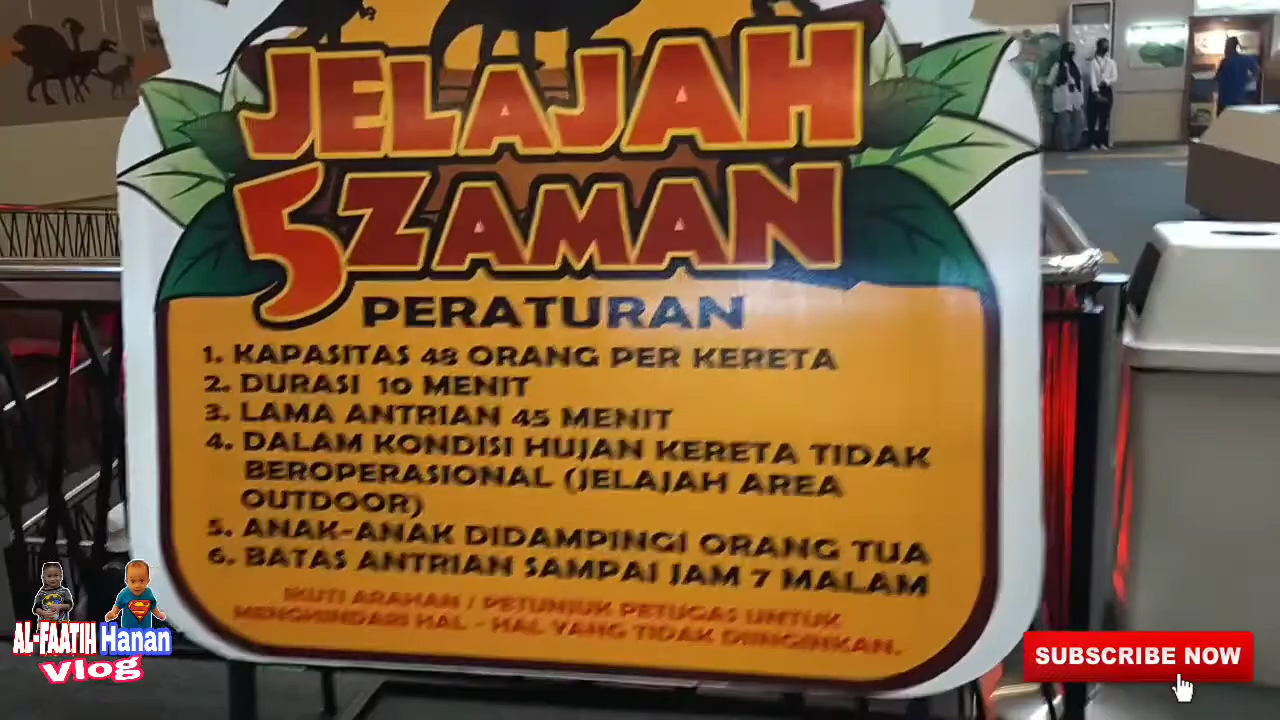 JELAJAH
5 ZAMAN
PERATURAN
1. KAPASITAS 48 ORANG PER KERETA
2. DURASI 10 MENIT
3. LAMA ANTRIAN 45 MENIT
4. DALAM KONDISI HUJAN KERETA TIDAK
BEROPERASIONAL (JELAJAH AREA
OUTDOOR)
5. ANAK-ANAK DIDAMPINGI ORANG TUA
6. BATAS ANTRIAN SAMPAI JAM 7 MALAM
IKUTI ARAHAN / PETUNJUK PETUGAS UNTUK
MENGHINDARI HAL - HAL YANG TIDAK DIINGINKAN.
AL-FAATIH Hanan
Vlog
SUBSCRIBE NOW